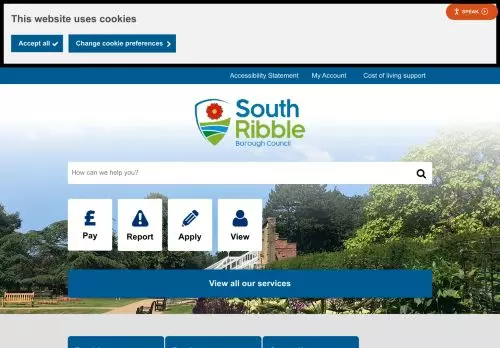 This website uses cookies
SPEAK
Accept all
Change cookie preferences
Accessibility Statement
My Account
Cost of living support
South
Ribble
Borough Council
How can we help you?
£
Pay
Report
Apply
View
View all our services